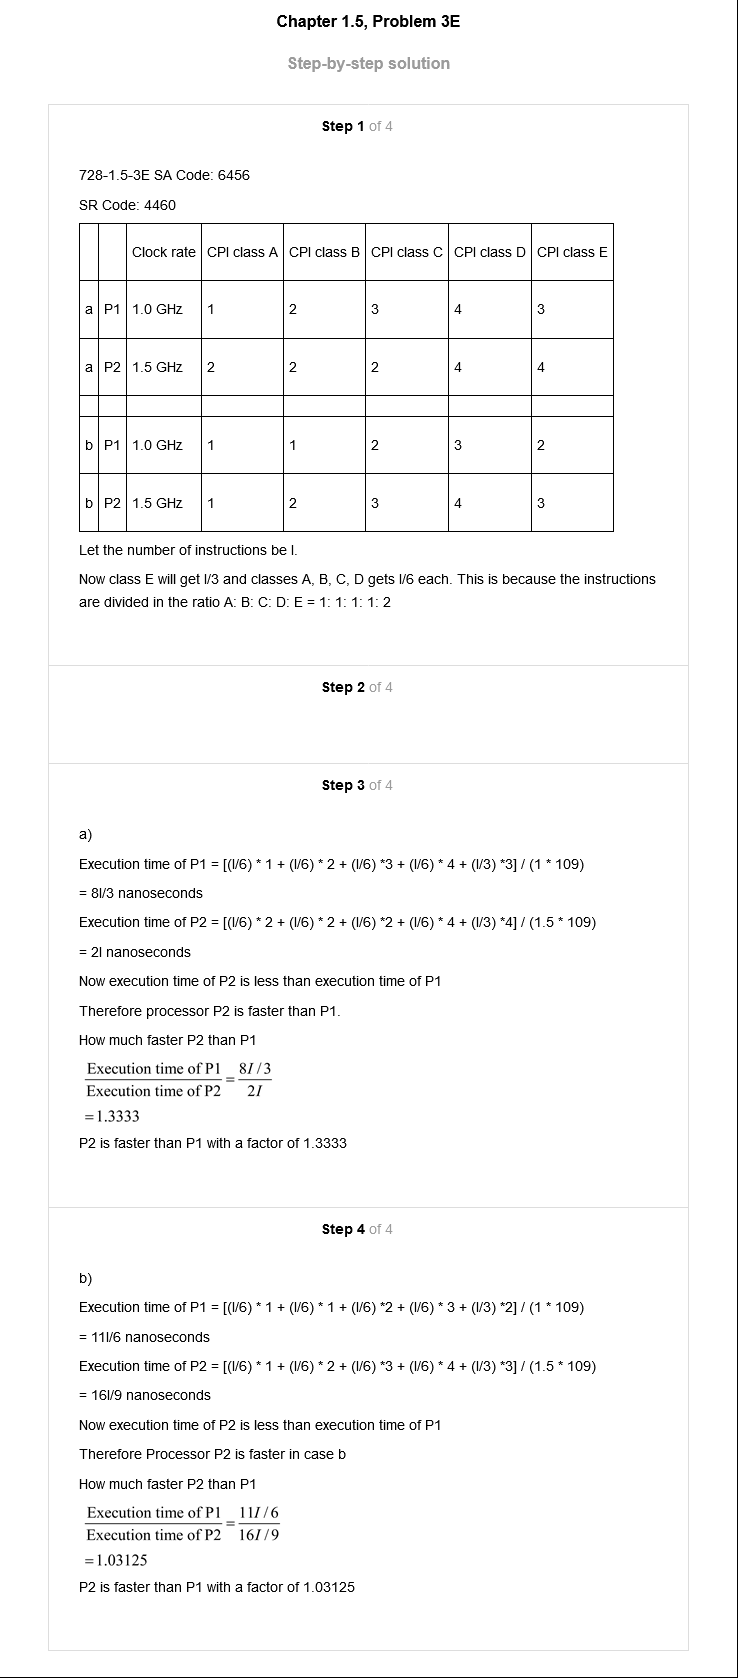 Chapter 1.5, Problem 3E
Step-by-step solution
Step 1 of 4
728-1.5-3E SA Code: 6456
SR Code: 4460
Clock rate CPI class A CPI class B CPI class C CPI class D CPI class E
a P1 1.0 GHz 1 2 3 4 3
a P2 1.5 GHz 2 2 2 4 4
b P1 1.0 GHz 1 1 2 3 2
b P2 1.5 GHz 1 2 3 4 3
Let the number of instructions be I.
Now class E will get I/3 and classes A, B, C, D gets I/6 each. This is because the instructions
are divided in the ratio A: B: C: D: E = 1: 1: 1: 1: 2
Step 2 of 4
Step 3 of 4
a)
Execution time of P1 = [(I/6) * 1 + (I/6) * 2 + (I/6) *3 + (I/6) * 4 + (I/3) *3] / (1 * 109)
= 8I/3 nanoseconds
Execution time of P2 = [(I/6) * 2 + (I/6) * 2 + (I/6) *2 + (I/6) * 4 + (I/3) *4] / (1.5 * 109)
= 2I nanoseconds
Now execution time of P2 is less than execution time of P1
Therefore processor P2 is faster than P1.
How much faster P2 than P1
Execution time of P1 8I/3
Execution time of P2 = 2I
=1.3333
P2 is faster than P1 with a factor of 1.3333
Step 4 of 4
b)
Execution time of P1 = [(I/6) * 1 + (I/6) * 1 + (I/6) *2 + (I/6) * 3 + (I/3) *2] / (1 * 109)
= 11I/6 nanoseconds
Execution time of P2 = [(I/6) * 1 + (I/6) * 2 + (I/6) *3 + (I/6) * 4 + (I/3) *3] / (1.5 * 109)
= 16I/9 nanoseconds
Now execution time of P2 is less than execution time of P1
Therefore Processor P2 is faster in case b
How much faster P2 than P1
Execution time of P1 11I/6
Execution time of P2 = 16I/9
=1.03125
P2 is faster than P1 with a factor of 1.03125